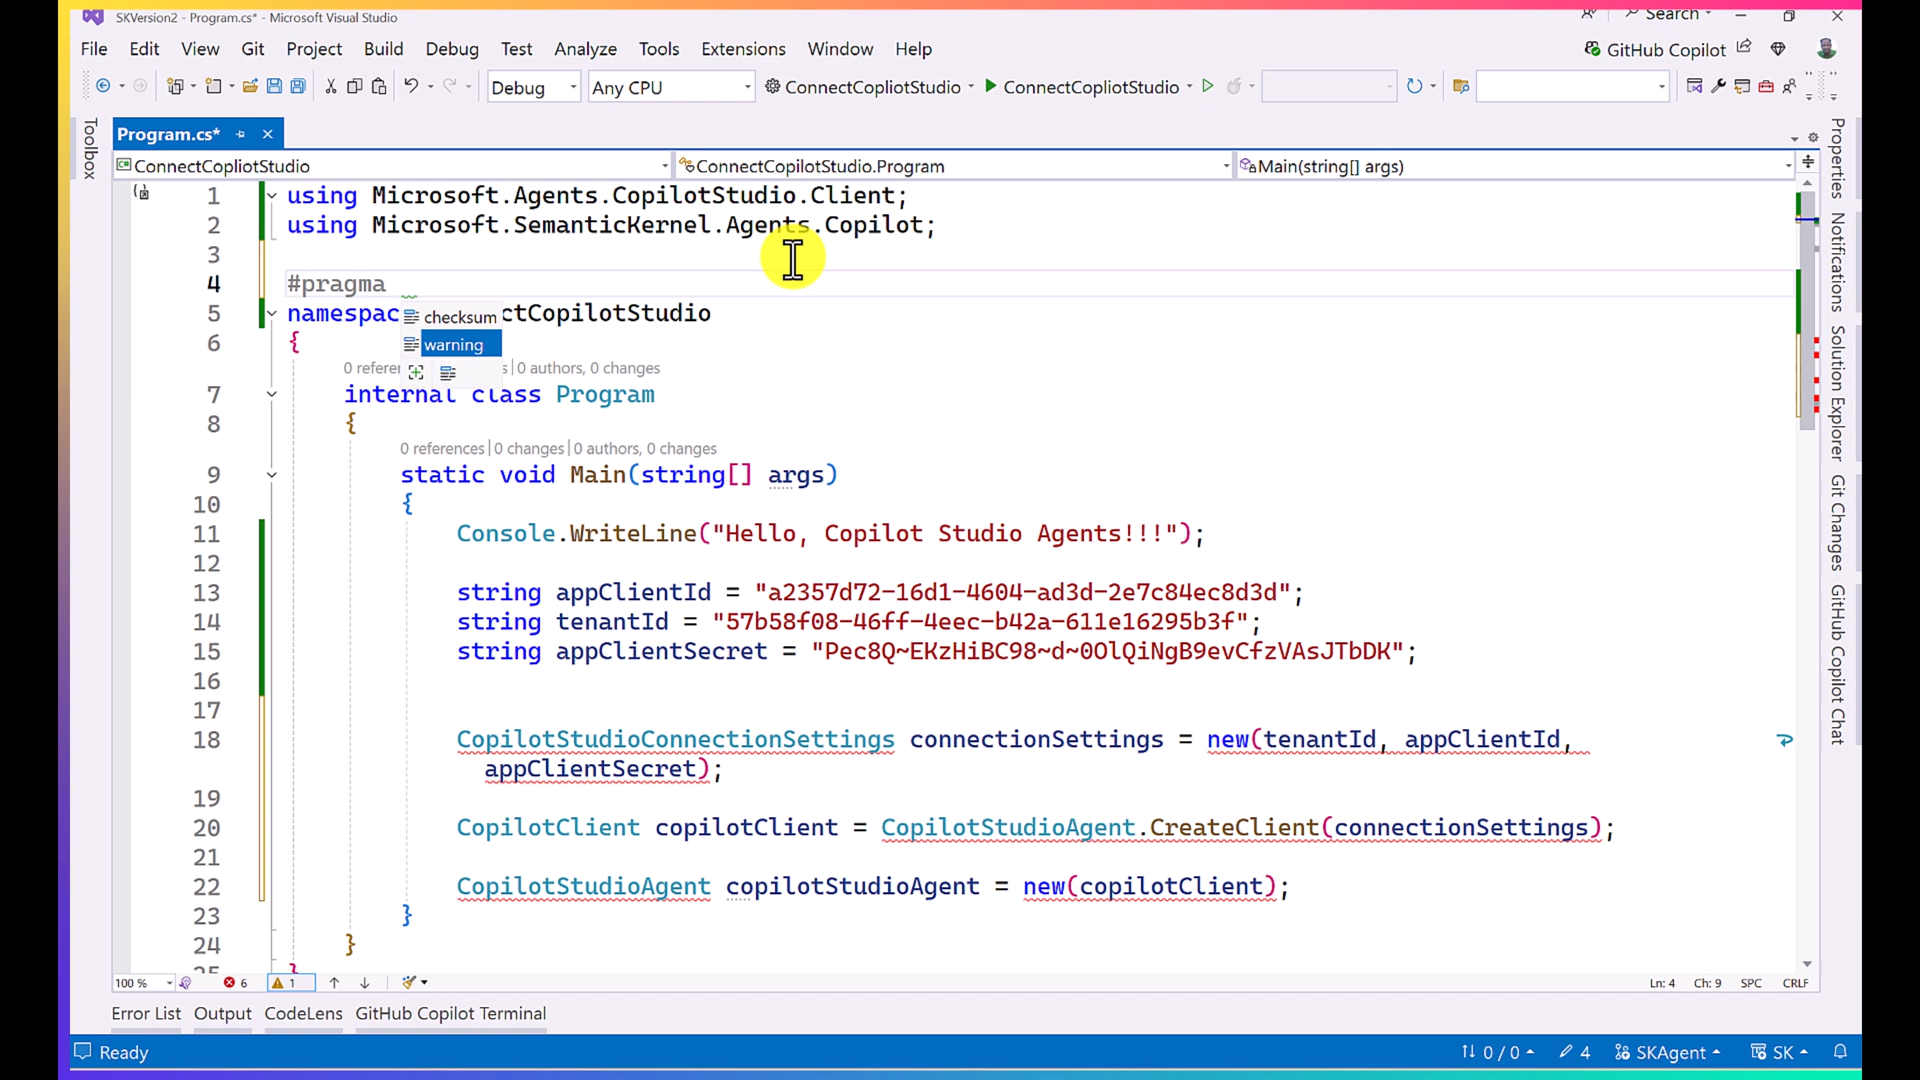 SKVersion2 - Program.cs* - Microsoft Visual Studio
Search
File Edit View Git Project Build Debug Test Analyze Tools Extensions Window Help
GitHub Copilot
Debug Any CPU ConnectCopliotStudio ConnectCopliotStudio
Program.cs*
ConnectCopliotStudio ConnectCopilotStudio.Program Main(string[] args)
1 using Microsoft.Agents.CopilotStudio.Client;
2 using Microsoft.SemanticKernel.Agents.Copilot;
3
4 #pragma
5 namespac ctCopilotStudio
checksum
6 {
warning
0 refere s | 0 authors, 0 changes
7 internal class Program
8 {
0 references | 0 changes | 0 authors, 0 changes
9 static void Main(string[] args)
10 {
11 Console.WriteLine("Hello, Copilot Studio Agents!!!");
12
13 string appClientId = "a2357d72-16d1-4604-ad3d-2e7c84ec8d3d";
14 string tenantId = "57b58f08-46ff-4eec-b42a-611e16295b3f";
15 string appClientSecret = "Pec8Q~EKzHiBC98~d~0OlQiNgB9evCfzVAsJTbDK";
16
17
18 CopilotStudioConnectionSettings connectionSettings = new(tenantId, appClientId,
appClientSecret);
19
20 CopilotClient copilotClient = CopilotStudioAgent.CreateClient(connectionSettings);
21
22 CopilotStudioAgent copilotStudioAgent = new(copilotClient);
23 }
24 }
25 }
100 % 6 1 Ln: 4 Ch: 9 SPC CRLF
Error List Output CodeLens GitHub Copilot Terminal
Ready 0 / 0 4 SKAgent SK
Toolbox
Properties
Notifications
Solution Explorer
Git Changes
GitHub Copilot Chat